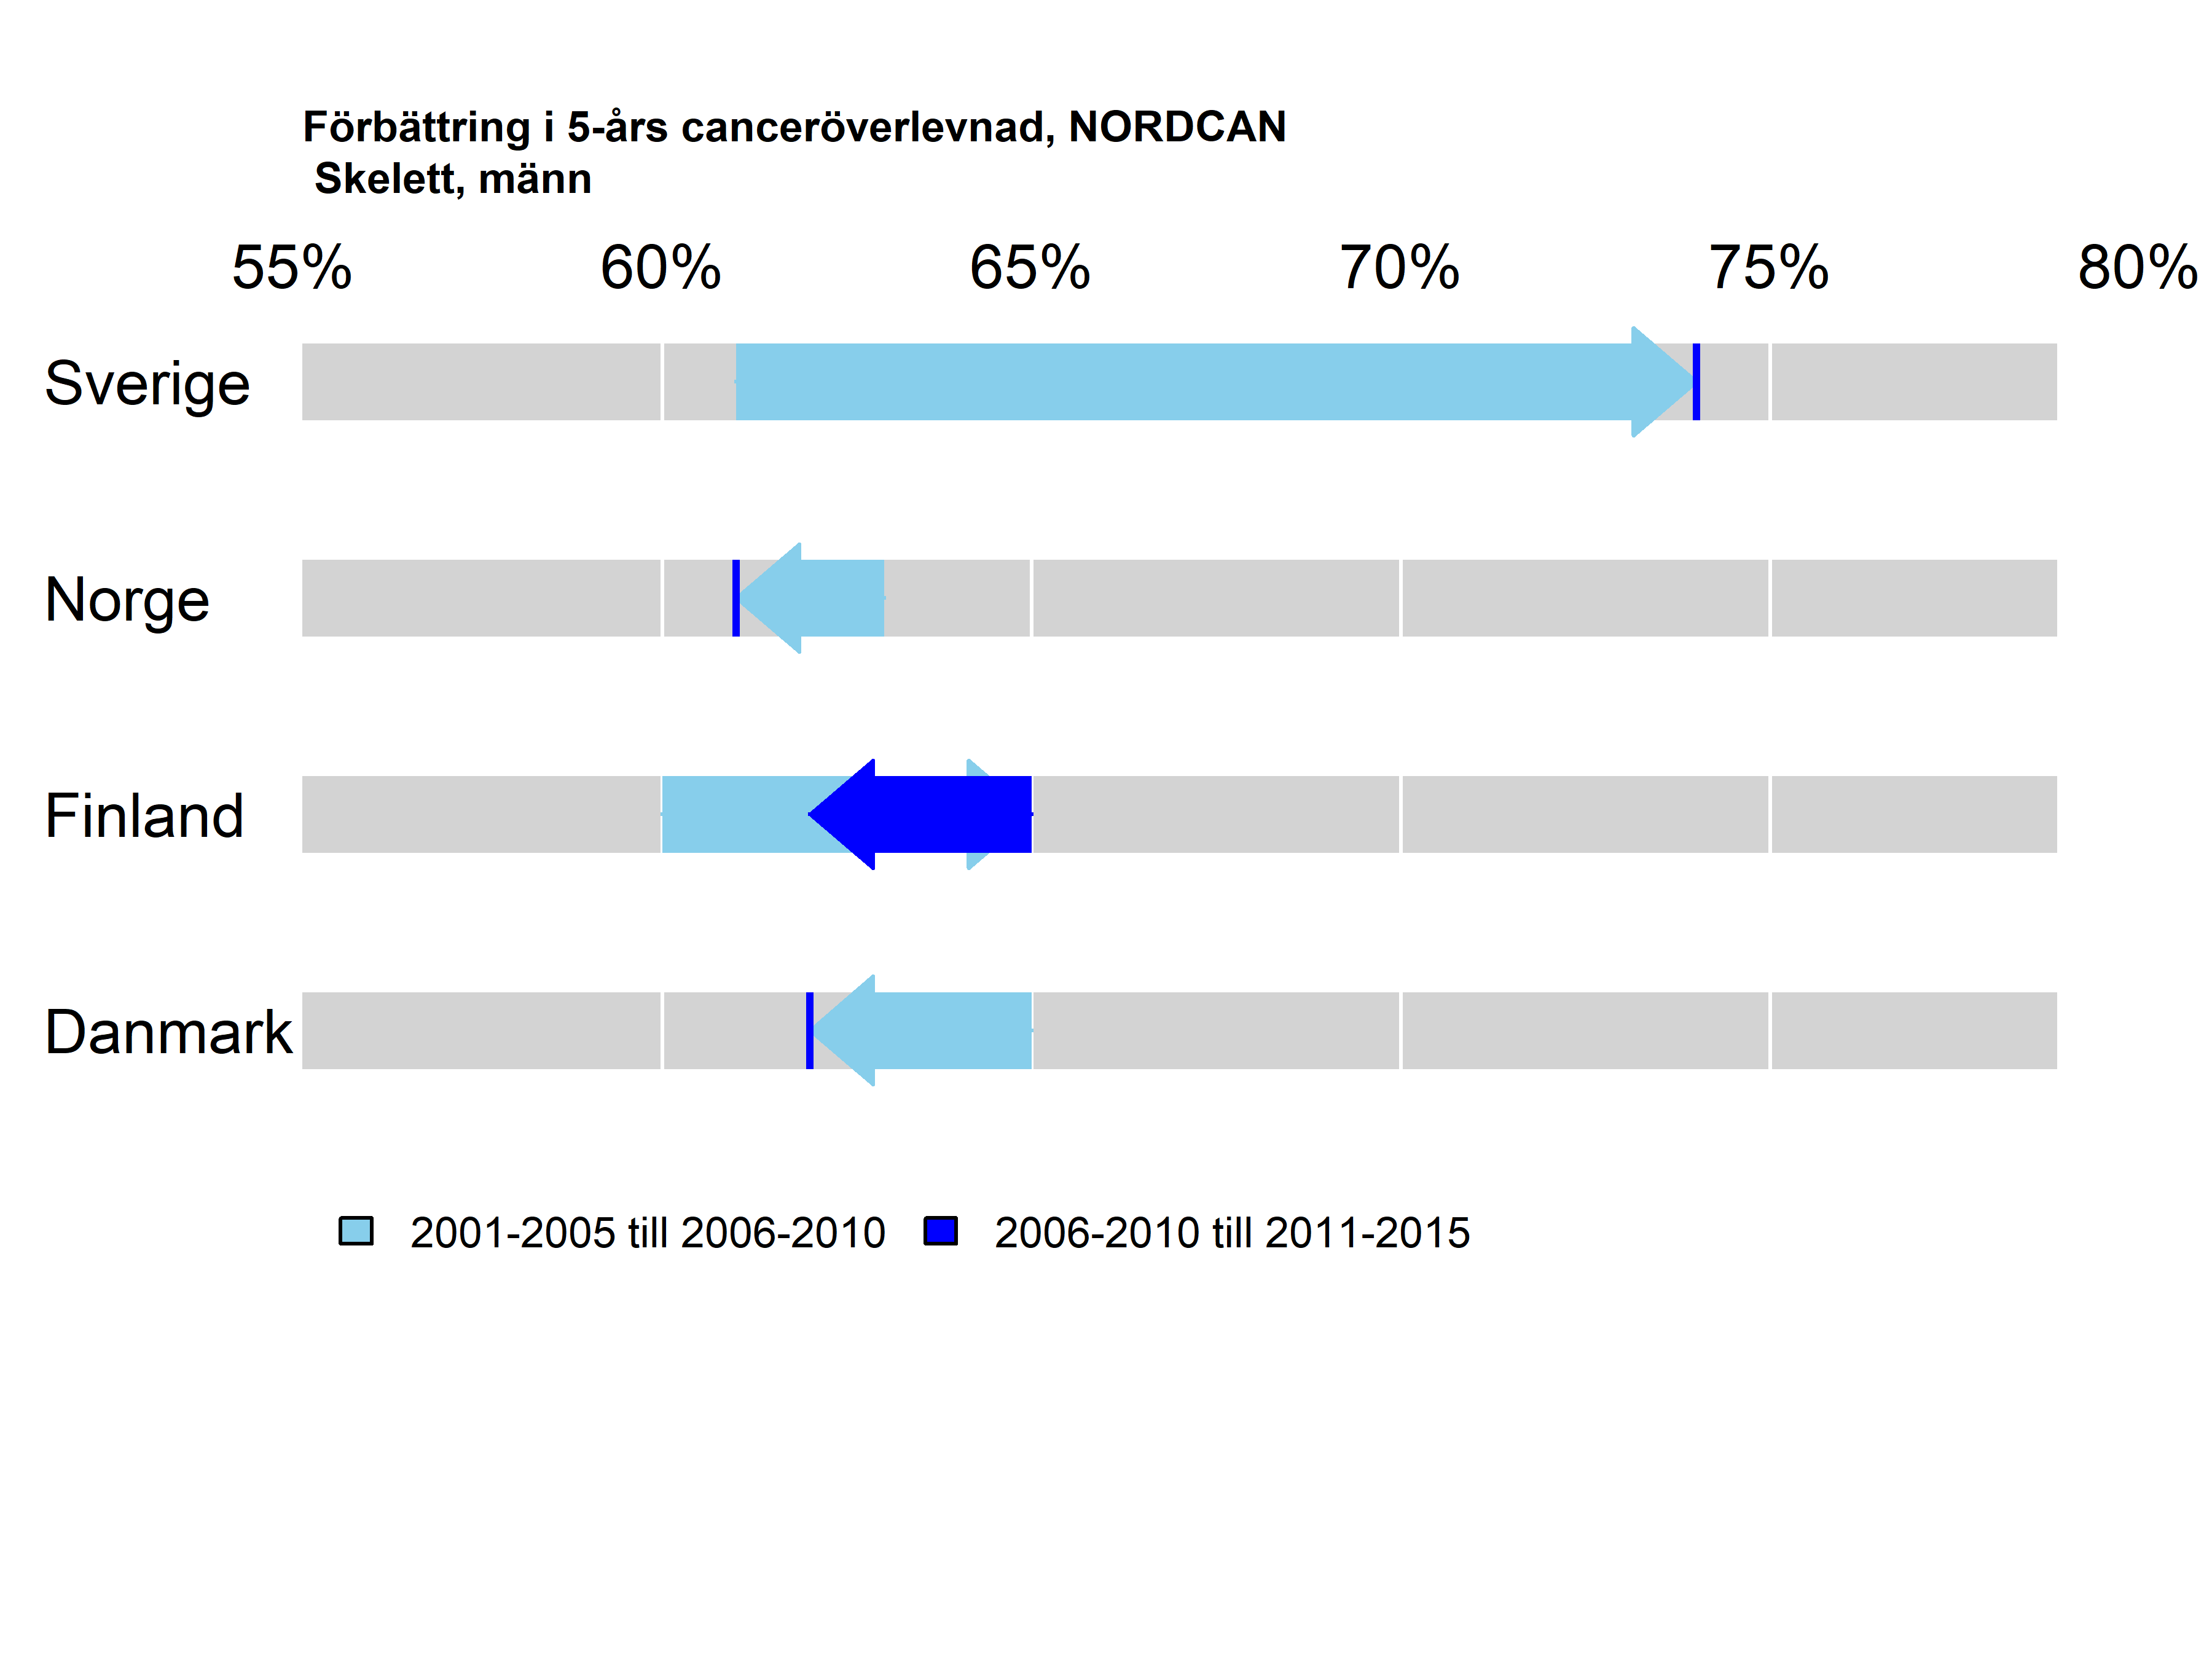 Förbättring i 5-års canceröverlevnad, NORDCAN
Skelett, männ
55% 60% 65% 70% 75% 80%
Sverige
Norge
Finland
Danmark
2001-2005 till 2006-2010 2006-2010 till 2011-2015